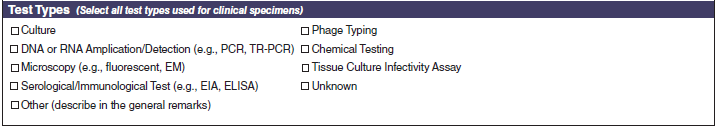 Test Types (Select all test types used for clinical specimens)
Culture
DNA or RNA Amplication/Detection (e.g., PCR, TR-PCR)
Microscopy (e.g., fluorescent, EM)
Serological/Immunological Test (e.g., EIA, ELISA)
Other (describe in the general remarks)
Phage Typing
Chemical Testing
Tissue Culture Infectivity Assay
Unknown